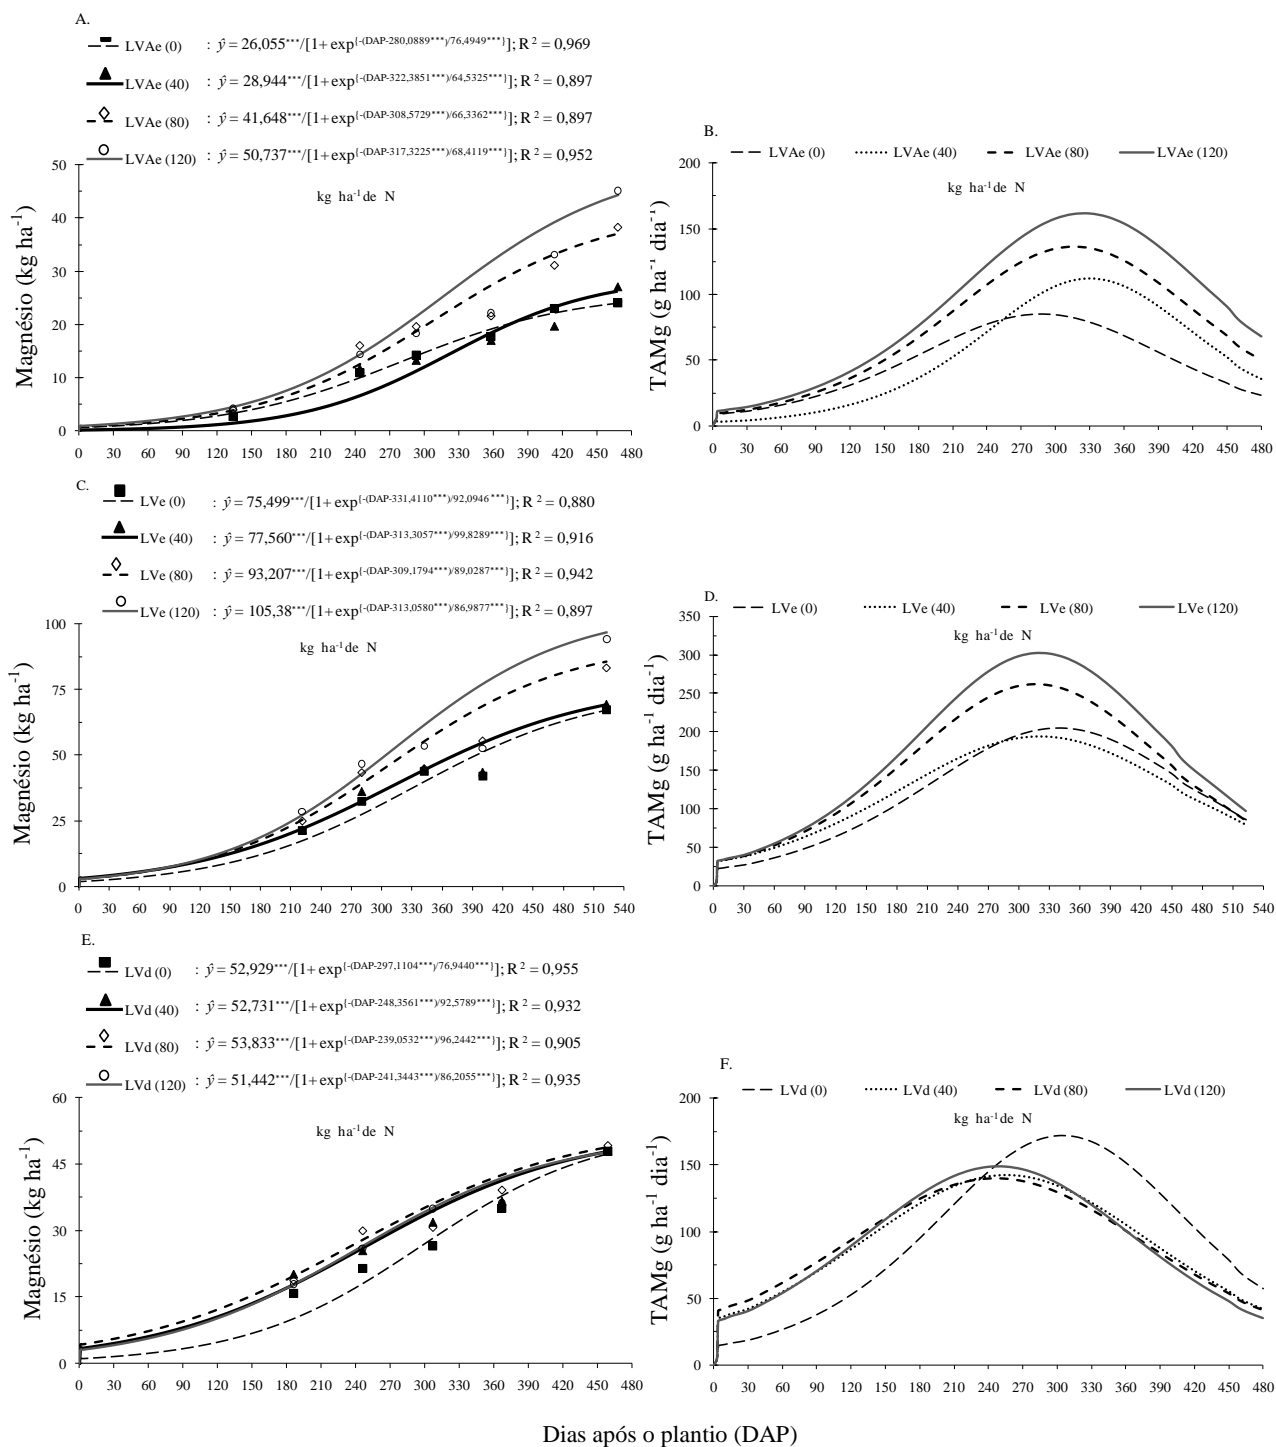 A.
LVAe (0) : ŷ = 26,055***/[1+exp{-(DAP-280,0889***)/76,4949***}]; R² = 0,969
LVAe (40) : ŷ = 28,944***/[1+exp{-(DAP-322,3851***)/64,5325***}]; R² = 0,897
LVAe (80) : ŷ = 41,648***/[1+exp{-(DAP-308,5729***)/66,3362***}]; R² = 0,897
LVAe (120) : ŷ = 50,737***/[1+exp{-(DAP-317,3225***)/68,4119***}]; R² = 0,952
kg ha⁻¹ de N
Magnésio (kg ha⁻¹)
50
40
30
20
10
0
0 30 60 90 120 150 180 210 240 270 300 330 360 390 420 450 480
B.
LVAe (0) LVAe (40) LVAe (80) LVAe (120)
kg ha⁻¹ de N
TAMg (g ha⁻¹ dia⁻¹)
200
150
100
50
0
0 30 60 90 120 150 180 210 240 270 300 330 360 390 420 450 480
C.
LVe (0) : ŷ = 75,499***/[1+exp{-(DAP-331,4110***)/92,0946***}]; R² = 0,880
LVe (40) : ŷ = 77,560***/[1+exp{-(DAP-313,3057***)/99,8289***}]; R² = 0,916
LVe (80) : ŷ = 93,207***/[1+exp{-(DAP-309,1794***)/89,0287***}]; R² = 0,942
LVe (120) : ŷ = 105,38***/[1+exp{-(DAP-313,0580***)/86,9877***}]; R² = 0,897
kg ha⁻¹ de N
Magnésio (kg ha⁻¹)
100
75
50
25
0
0 30 60 90 120 150 180 210 240 270 300 330 360 390 420 450 480 510 540
D.
LVe (0) LVe (40) LVe (80) LVe (120)
kg ha⁻¹ de N
TAMg (g ha⁻¹ dia⁻¹)
350
300
250
200
150
100
50
0
0 30 60 90 120 150 180 210 240 270 300 330 360 390 420 450 480 510 540
E.
LVd (0) : ŷ = 52,929***/[1+exp{-(DAP-297,1104***)/76,9440***}]; R² = 0,955
LVd (40) : ŷ = 52,731***/[1+exp{-(DAP-248,3561***)/92,5789***}]; R² = 0,932
LVd (80) : ŷ = 53,833***/[1+exp{-(DAP-239,0532***)/96,2442***}]; R² = 0,905
LVd (120) : ŷ = 51,442***/[1+exp{-(DAP-241,3443***)/86,2055***}]; R² = 0,935
kg ha⁻¹ de N
Magnésio (kg ha⁻¹)
60
45
30
15
0
0 30 60 90 120 150 180 210 240 270 300 330 360 390 420 450 480
F.
LVd (0) LVd (40) LVd (80) LVd (120)
kg ha⁻¹ de N
TAMg (g ha⁻¹ dia⁻¹)
200
150
100
50
0
0 30 60 90 120 150 180 210 240 270 300 330 360 390 420 450 480
Dias após o plantio (DAP)